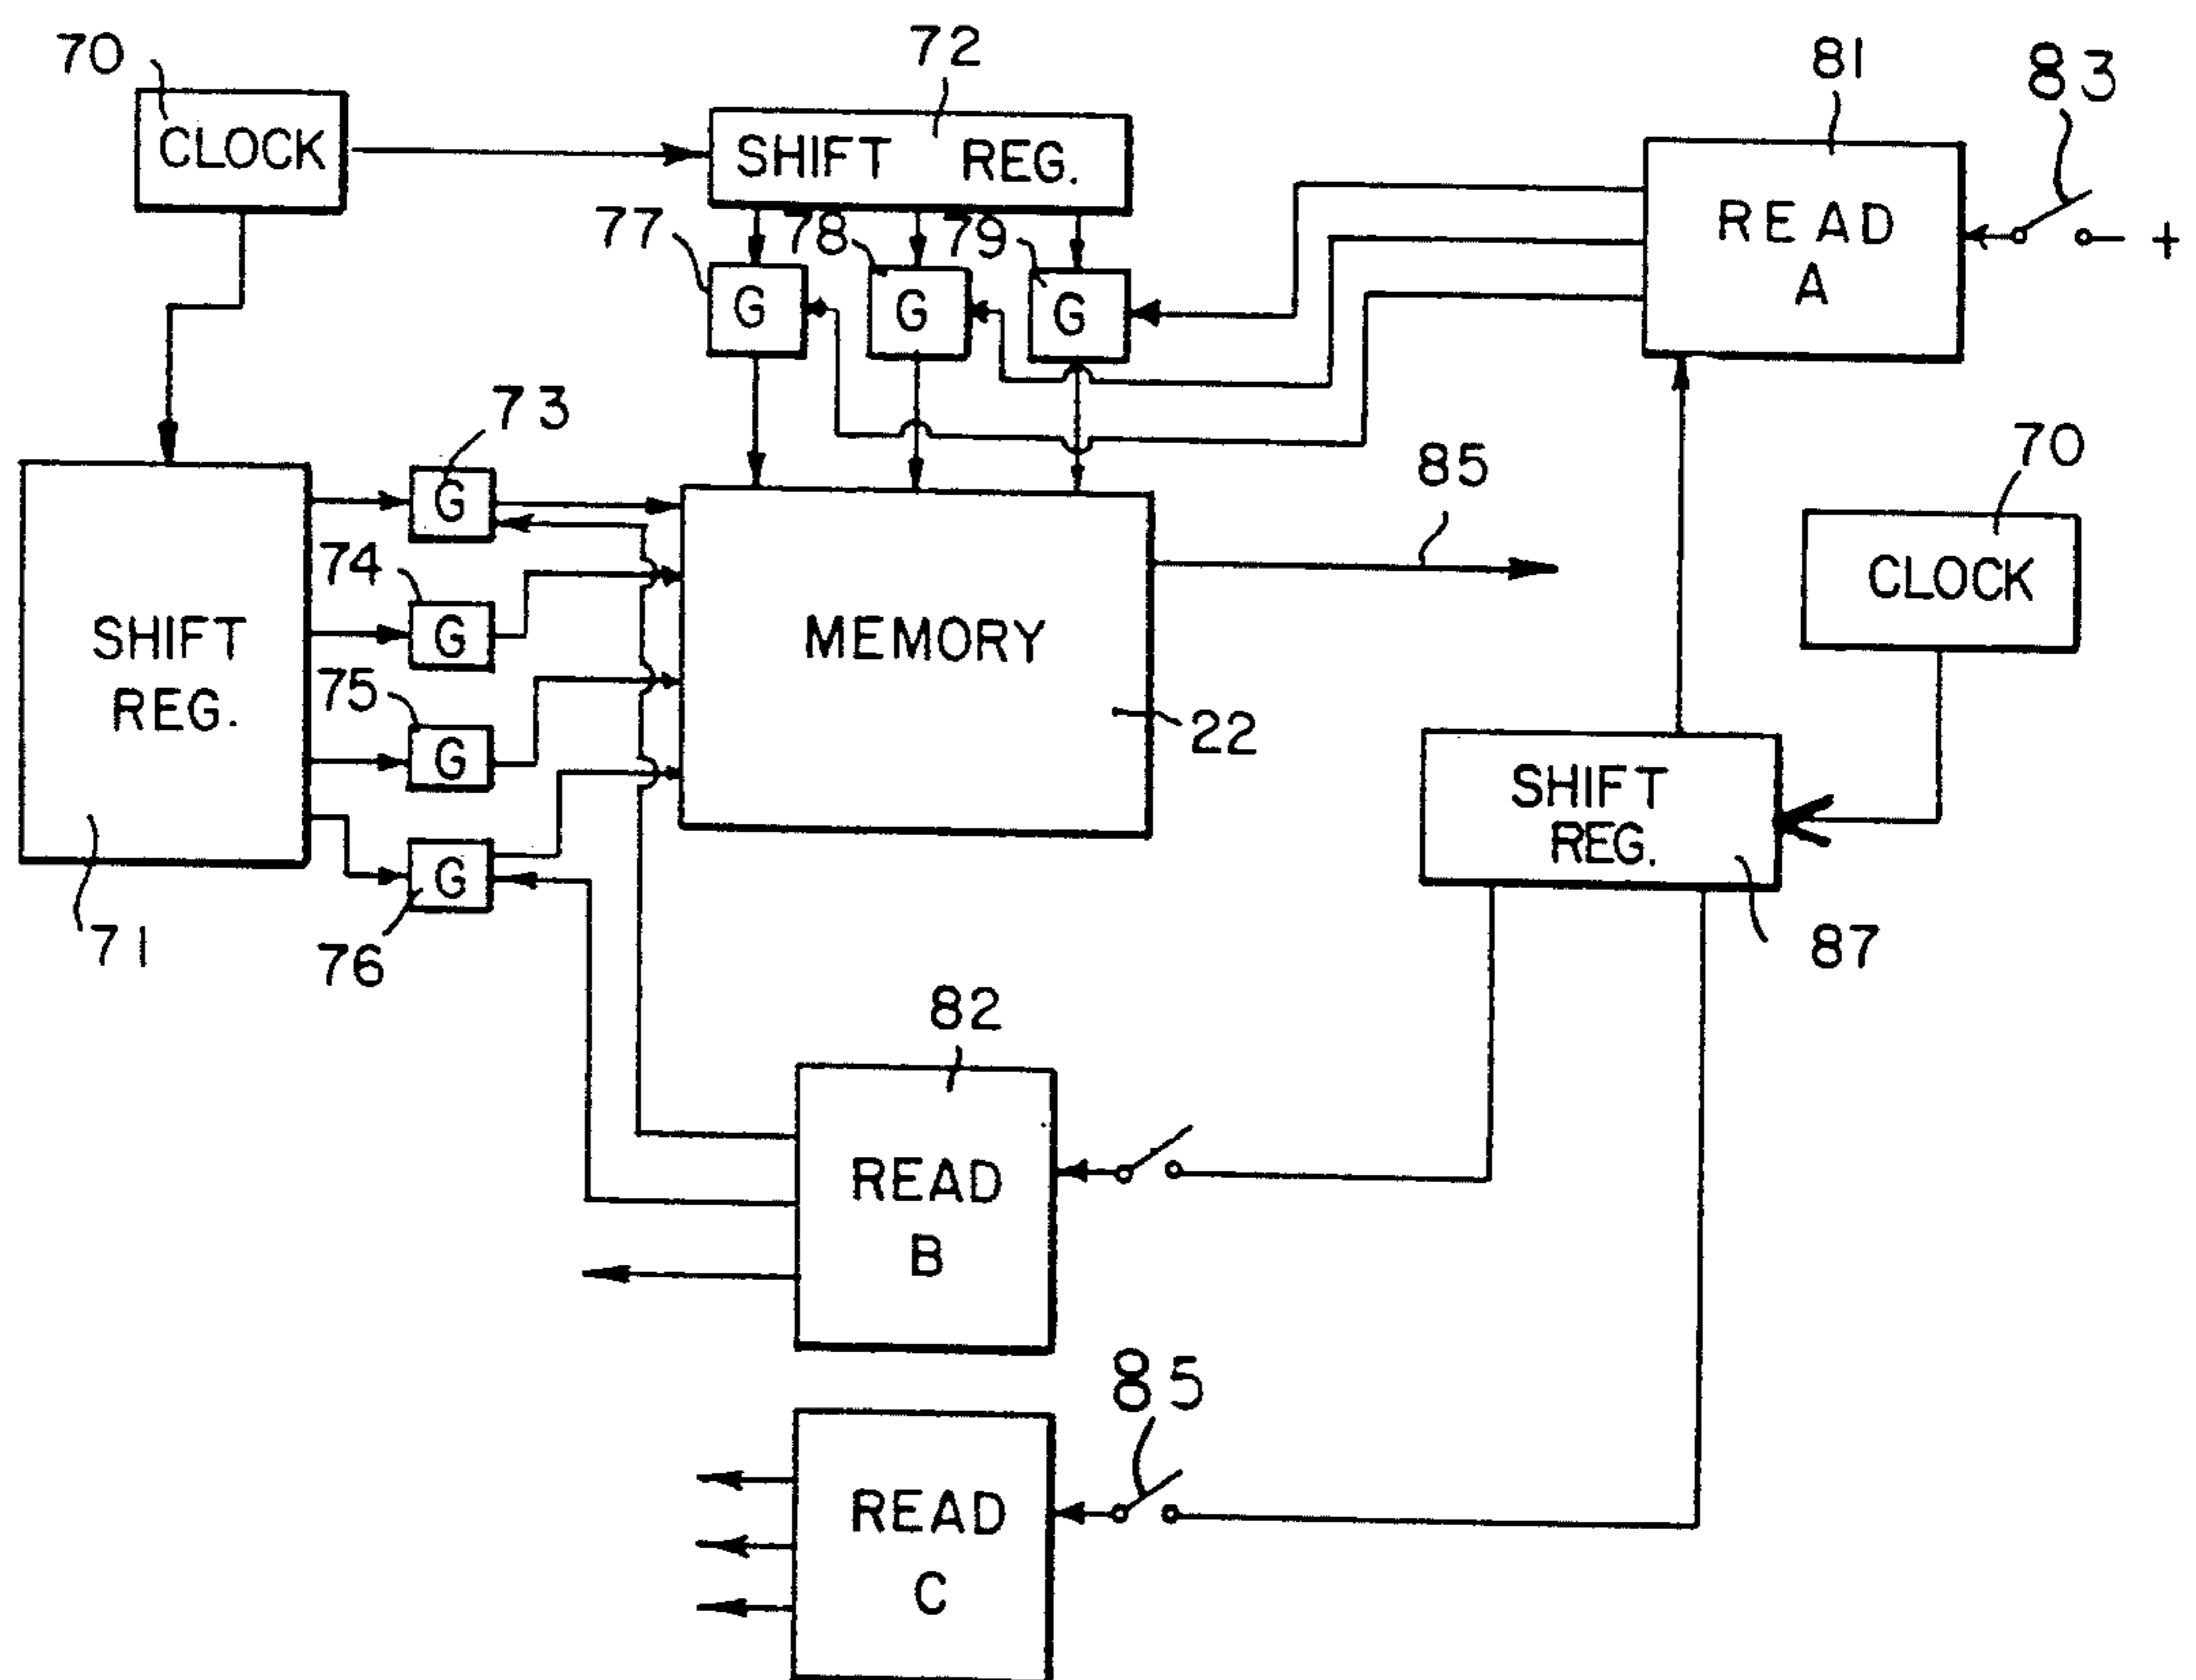 70
CLOCK
72
SHIFT REG.
81
READ
A
83
+
77
G
78
G
79
G
73
G
74
G
75
G
76
G
SHIFT
REG.
71
MEMORY
22
85
70
CLOCK
SHIFT
REG.
87
82
READ
B
85
READ
C